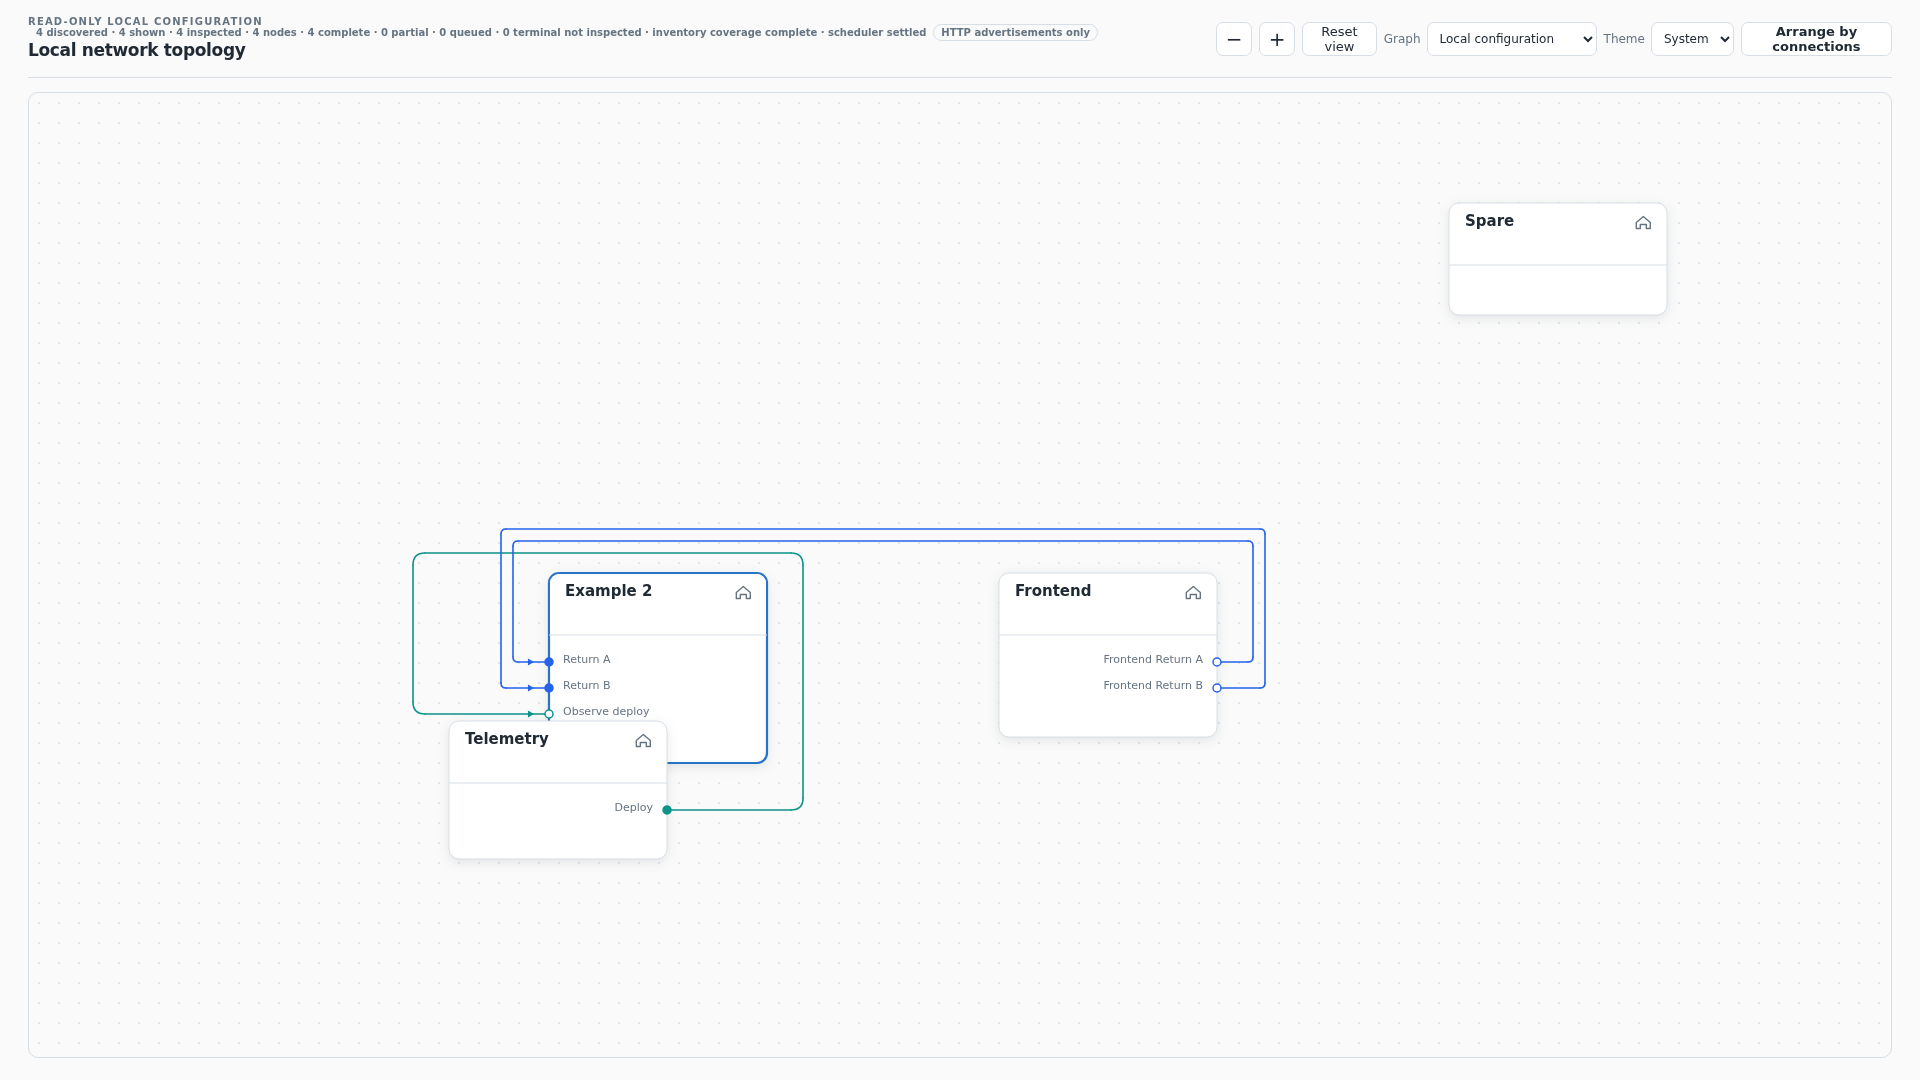 READ-ONLY LOCAL CONFIGURATION
4 discovered · 4 shown · 4 inspected · 4 nodes · 4 complete · 0 partial · 0 queued · 0 terminal not inspected · inventory coverage complete · scheduler settled HTTP advertisements only
Local network topology
− + Reset view Graph Local configuration Theme System Arrange by connections
Spare
Example 2
Return A
Return B
Observe deploy
Frontend
Frontend Return A
Frontend Return B
Telemetry
Deploy